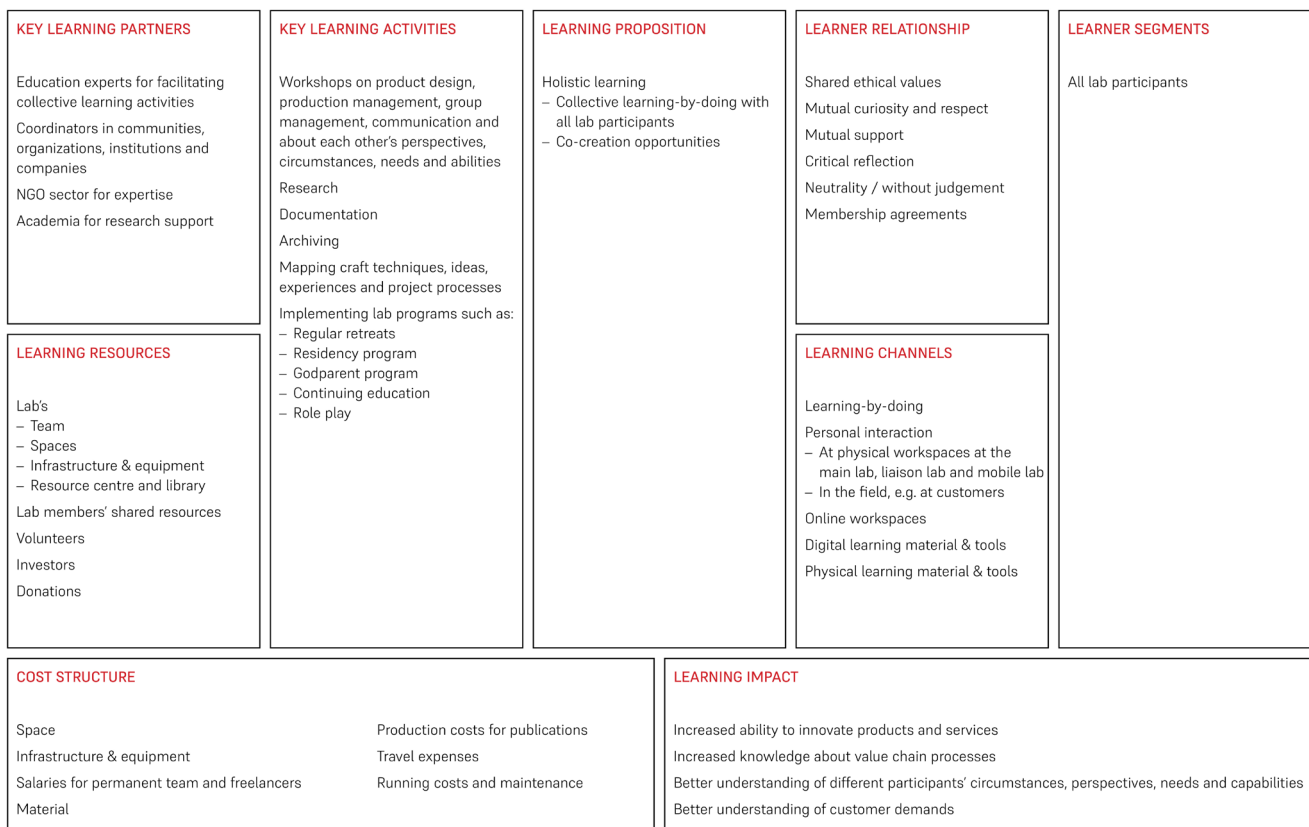 KEY LEARNING PARTNERS
Education experts for facilitating
collective learning activities
Coordinators in communities,
organizations, institutions and
companies
NGO sector for expertise
Academia for research support
LEARNING RESOURCES
Lab’s
– Team
– Spaces
– Infrastructure & equipment
– Resource centre and library
Lab members’ shared resources
Volunteers
Investors
Donations
KEY LEARNING ACTIVITIES
Workshops on product design,
production management, group
management, communication and
about each other’s perspectives,
circumstances, needs and abilities
Research
Documentation
Archiving
Mapping craft techniques, ideas,
experiences and project processes
Implementing lab programs such as:
– Regular retreats
– Residency program
– Godparent program
– Continuing education
– Role play
LEARNING PROPOSITION
Holistic learning
– Collective learning-by-doing with
all lab participants
– Co-creation opportunities
LEARNER RELATIONSHIP
Shared ethical values
Mutual curiosity and respect
Mutual support
Critical reflection
Neutrality / without judgement
Membership agreements
LEARNING CHANNELS
Learning-by-doing
Personal interaction
– At physical workspaces at the
main lab, liaison lab and mobile lab
– In the field, e.g. at customers
Online workspaces
Digital learning material & tools
Physical learning material & tools
LEARNER SEGMENTS
All lab participants
COST STRUCTURE
Space
Infrastructure & equipment
Salaries for permanent team and freelancers
Material
Production costs for publications
Travel expenses
Running costs and maintenance
LEARNING IMPACT
Increased ability to innovate products and services
Increased knowledge about value chain processes
Better understanding of different participants’ circumstances, perspectives, needs and capabilities
Better understanding of customer demands